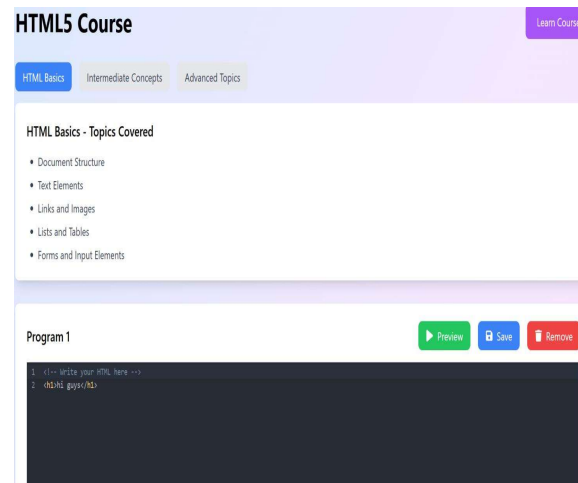 HTML5 Course
Learn Course
HTML Basics Intermediate Concepts Advanced Topics
HTML Basics - Topics Covered
• Document Structure
• Text Elements
• Links and Images
• Lists and Tables
• Forms and Input Elements
Program 1
Preview Save Remove
1 <!-- Write your HTML here -->
2 <h1>hi guys</h1>